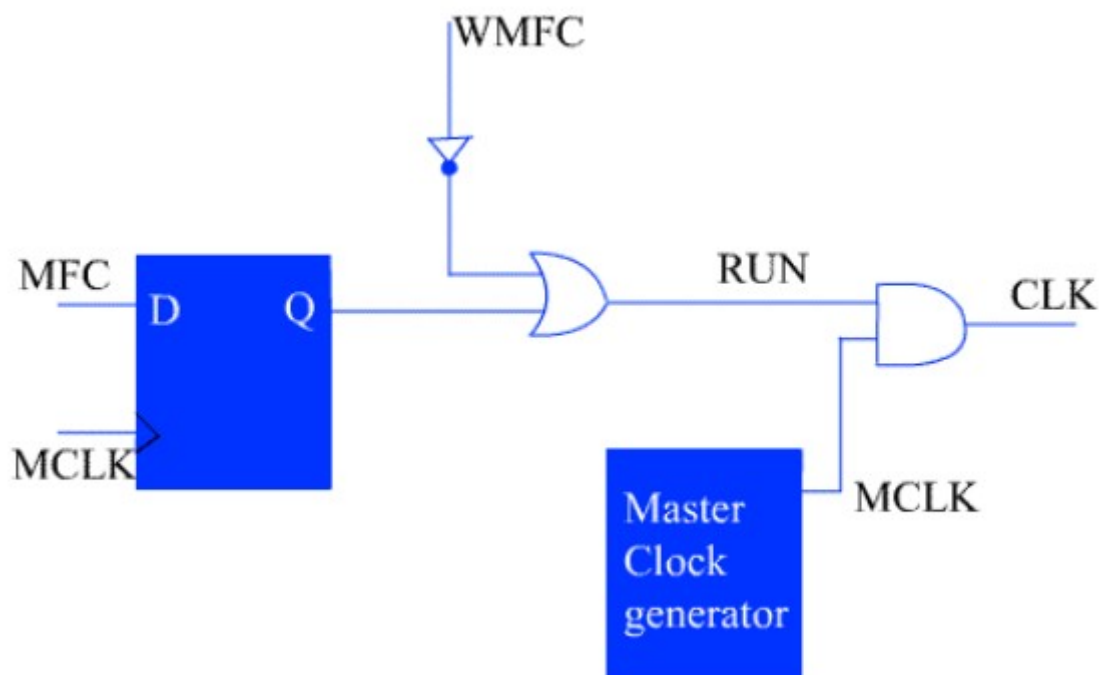 WMFC
MFC
D
Q
RUN
CLK
MCLK
MCLK
Master
Clock
generator